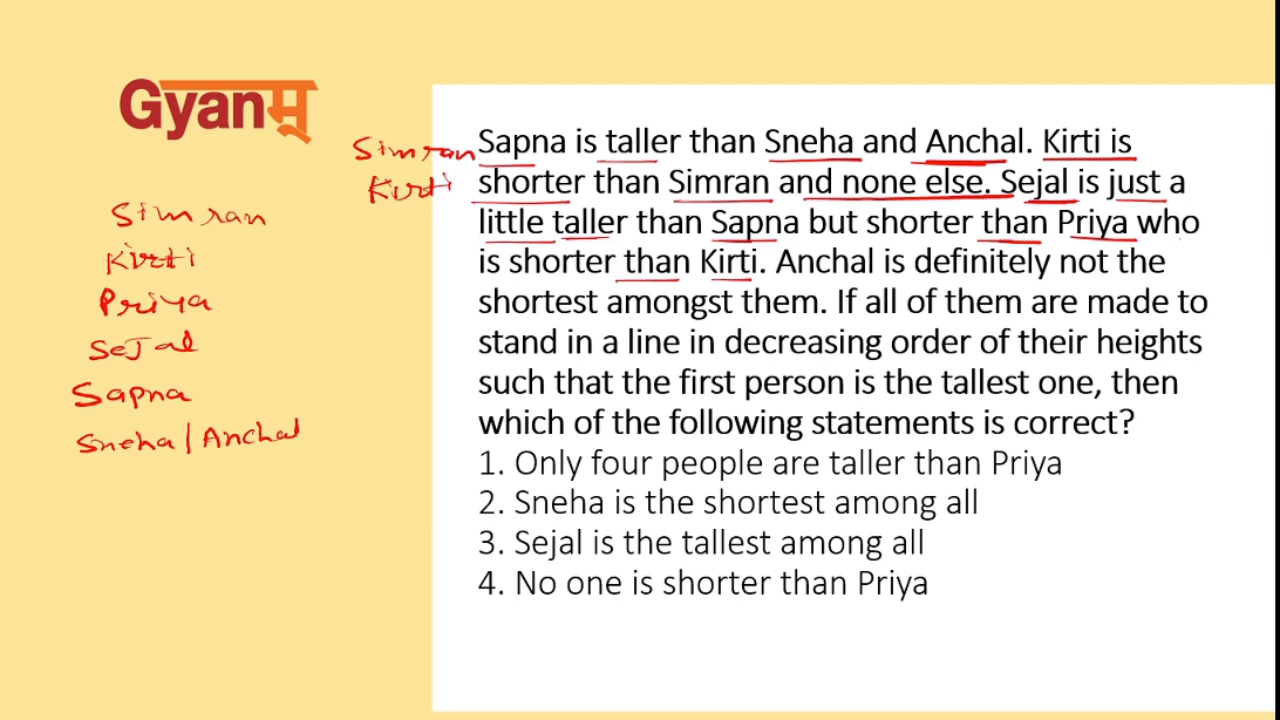 Gyanम्
Sapna is taller than Sneha and Anchal. Kirti is
shorter than Simran and none else. Sejal is just a
little taller than Sapna but shorter than Priya who
is shorter than Kirti. Anchal is definitely not the
shortest amongst them. If all of them are made to
stand in a line in decreasing order of their heights
such that the first person is the tallest one, then
which of the following statements is correct?
1. Only four people are taller than Priya
2. Sneha is the shortest among all
3. Sejal is the tallest among all
4. No one is shorter than Priya
Simran
Kirti
Simran
Kirti
Priya
Sejal
Sapna
Sneha/Anchal